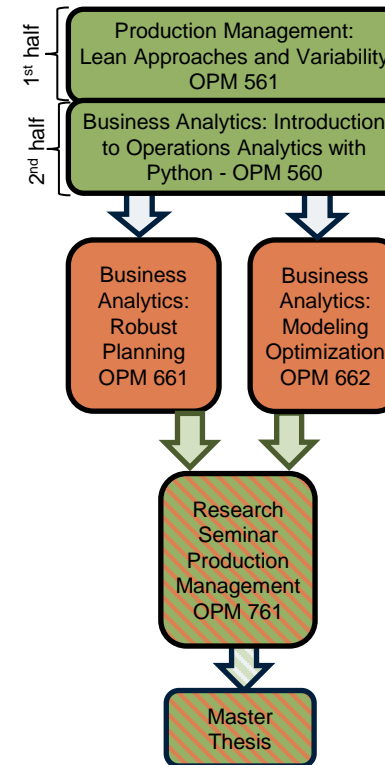 1st half
Production Management:
Lean Approaches and Variability
OPM 561
2nd half
Business Analytics: Introduction
to Operations Analytics with
Python - OPM 560
Business
Analytics:
Robust
Planning
OPM 661
Business
Analytics:
Modeling
Optimization
OPM 662
Research
Seminar
Production
Management
OPM 761
Master
Thesis